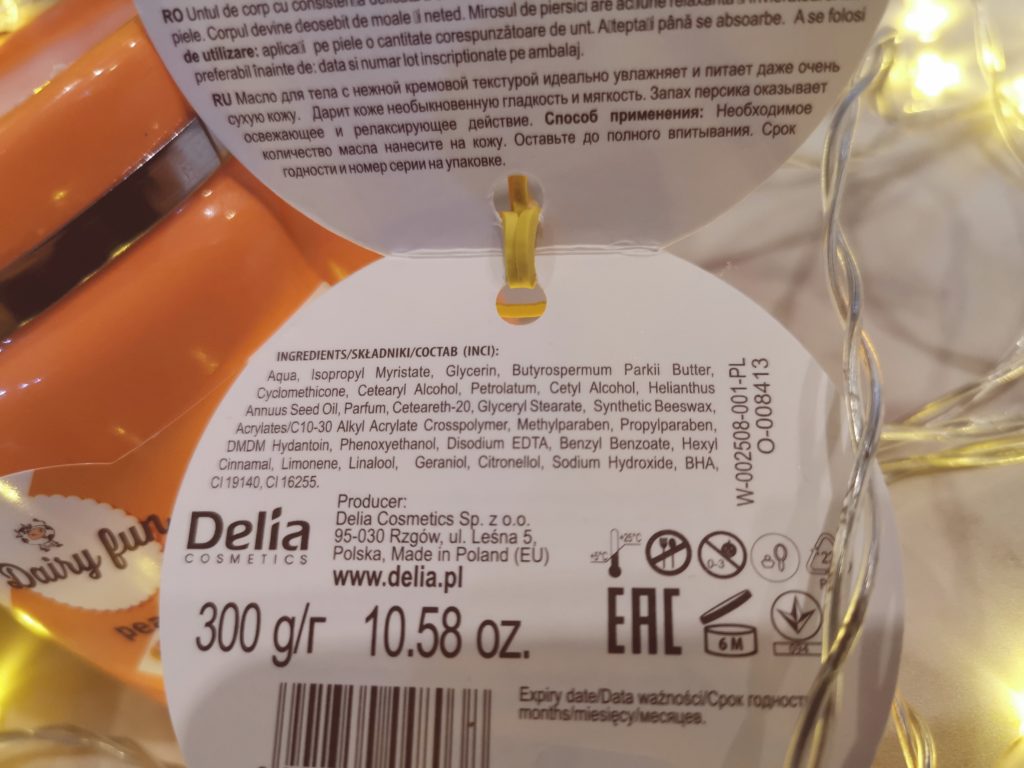 RO Untul de corp cu consistență delicată
piele. Corpul devine deosebit de moale i neted. Mirosul de piersici are aciune relaxantă
de utilizare: aplicai pe piele o cantitate corespunzătoare de unt. Ateptai până se absoarbe. A se folosi
preferabil înainte de: data si numar lot inscriptionate pe ambalaj.
RU Масло для тела с нежной кремовой текстурой идеально увлажняет и питает даже очень
сухую кожу. Дарит коже необыкновенную гладкость и мягкость. Запах персика оказывает
освежающее и релаксирующее действие. Способ применения: Необходимое
количество масла нанесите на кожу. Оставьте до полного впитывания. Срок
годности и номер серии на упаковке.
INGREDIENTS/SKŁADNIKI/СОСТАВ (INCI):
Aqua, Isopropyl Myristate, Glycerin, Butyrospermum Parkii Butter,
Cyclomethicone, Cetearyl Alcohol, Petrolatum, Cetyl Alcohol, Helianthus
Annuus Seed Oil, Parfum, Ceteareth-20, Glyceryl Stearate, Synthetic Beeswax,
Acrylates/C10-30 Alkyl Acrylate Crosspolymer, Methylparaben, Propylparaben,
DMDM Hydantoin, Phenoxyethanol, Disodium EDTA, Benzyl Benzoate, Hexyl
Cinnamal, Limonene, Linalool, Geraniol, Citronellol, Sodium Hydroxide, BHA,
CI 19140, CI 16255.
W-002508-001-PL
O-008413
Delia
COSMETICS
Producer:
Delia Cosmetics Sp. z o.o.
95-030 Rzgów, ul. Leśna 5,
Polska, Made in Poland (EU)
www.delia.pl
+5°C +25°C
0-3
EAC
6 M
300 g/г 10.58 oz.
Expiry date/Data ważności/Срок годност
months/miesięcy/месяцев.
Dairy fun
pea